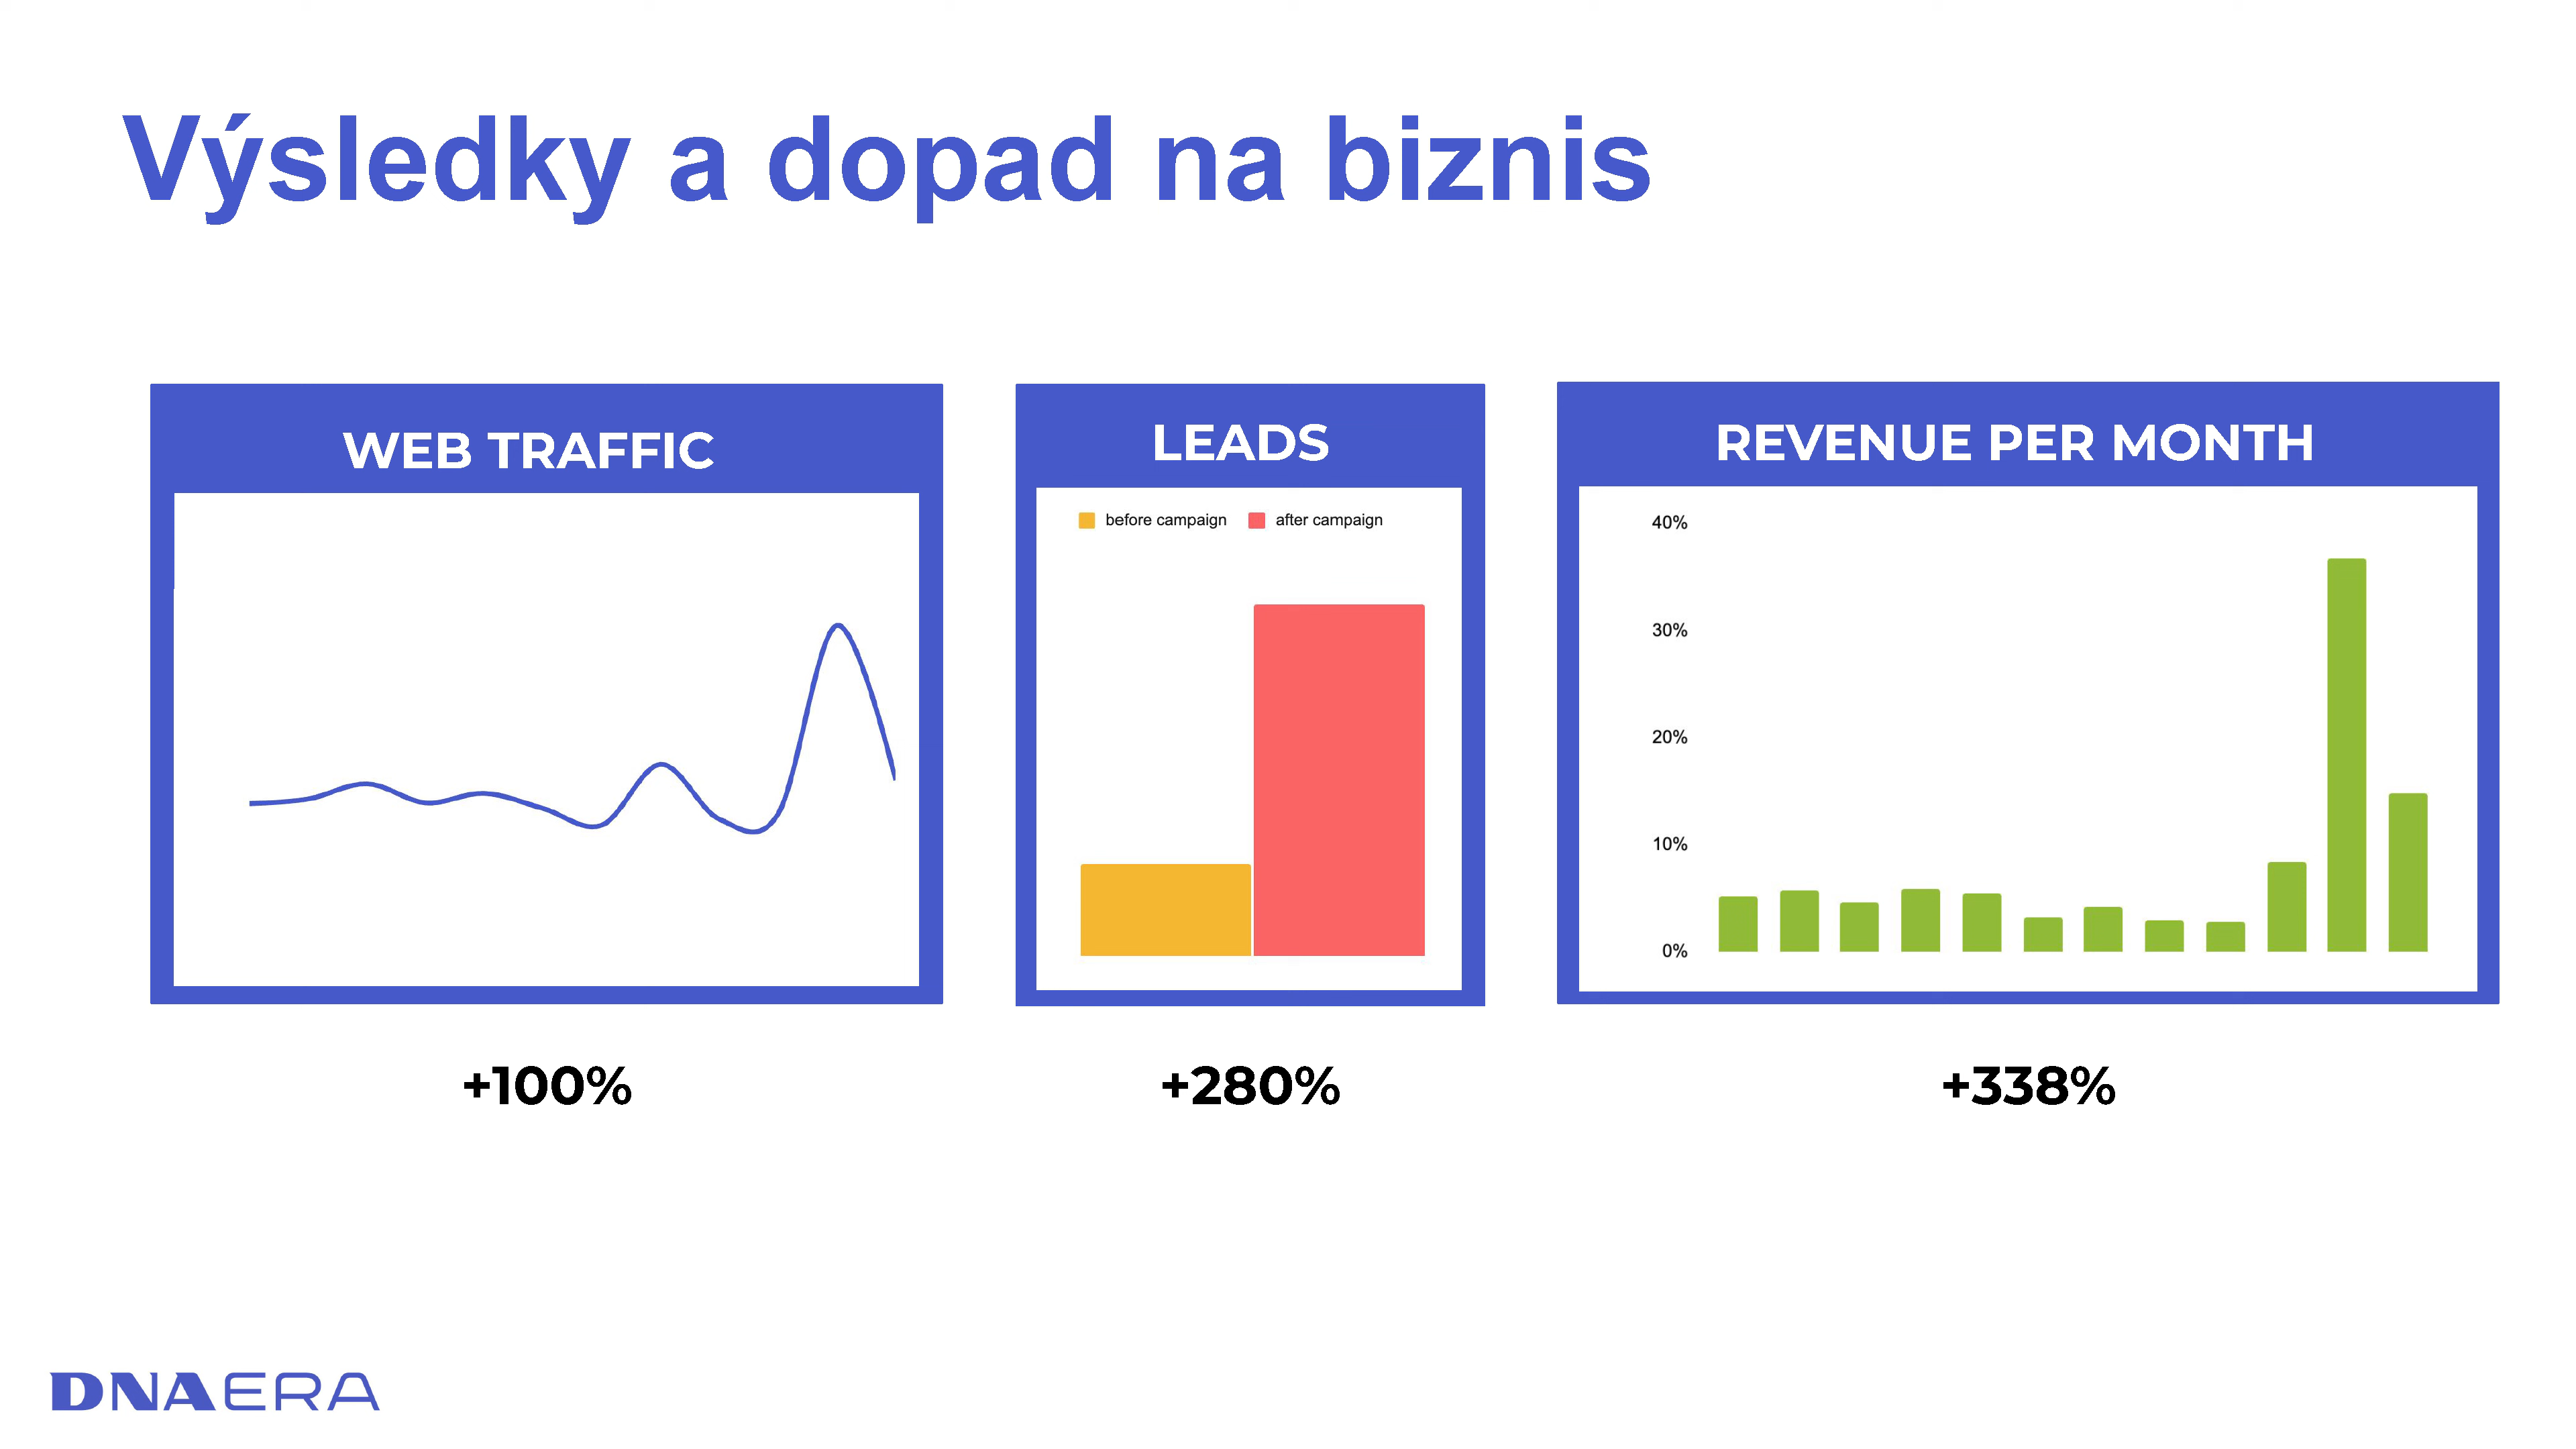 Výsledky a dopad na biznis
WEB TRAFFIC
LEADS
before campaign after campaign
REVENUE PER MONTH
40%
30%
20%
10%
0%
+100%
+280%
+338%
DNAERA